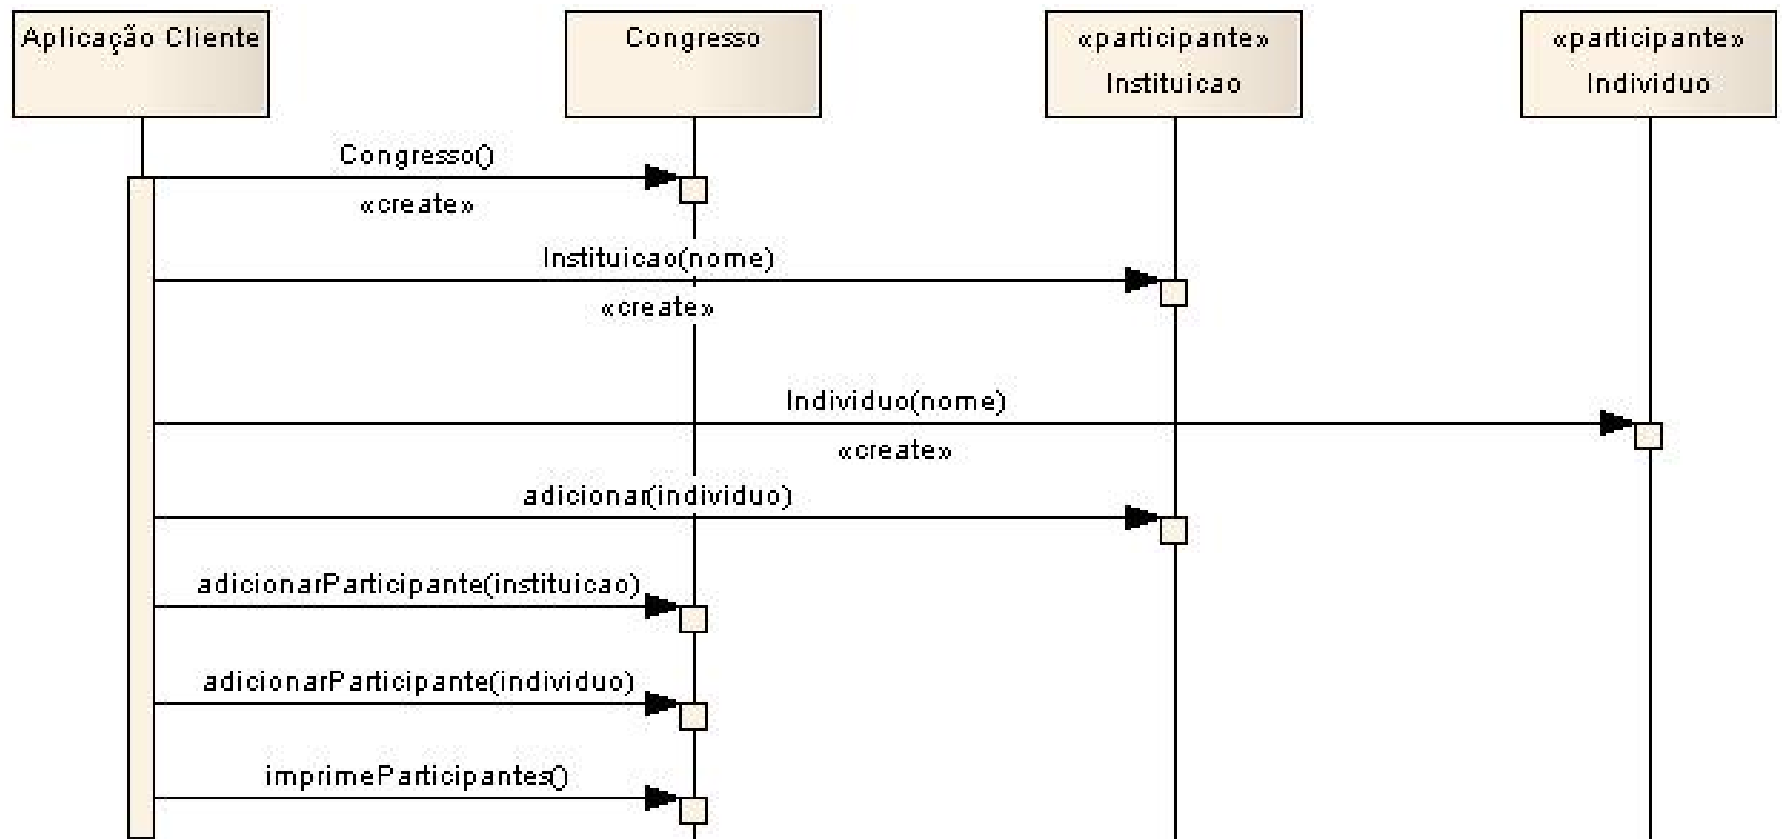 Aplicação Cliente
Congresso
«participante»
Instituicao
«participante»
Individuo
Congresso()
«create»
Instituicao(nome)
«create»
Individuo(nome)
«create»
adicionar(individuo)
adicionarParticipante(instituicao)
adicionarParticipante(individuo)
imprimeParticipantes()